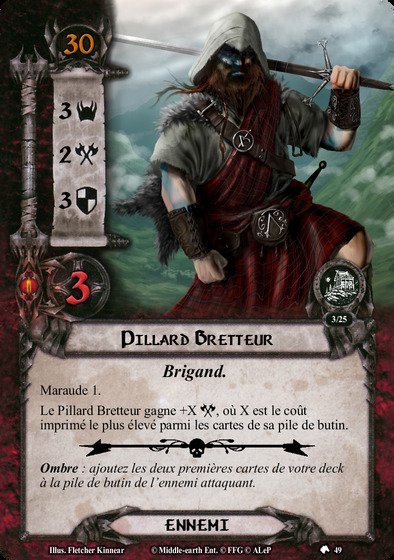 30
3
2
3
3
3/25
Pillard Bretteur
Brigand.
Maraude 1.
Le Pillard Bretteur gagne +X , où X est le coût
imprimé le plus élevé parmi les cartes de sa pile de butin.
Ombre : ajoutez les deux premières cartes de votre deck
à la pile de butin de l'ennemi attaquant.
ENNEMI
Illus. Fletcher Kinnear © Middle-earth Ent. © FFG © ALeP 49